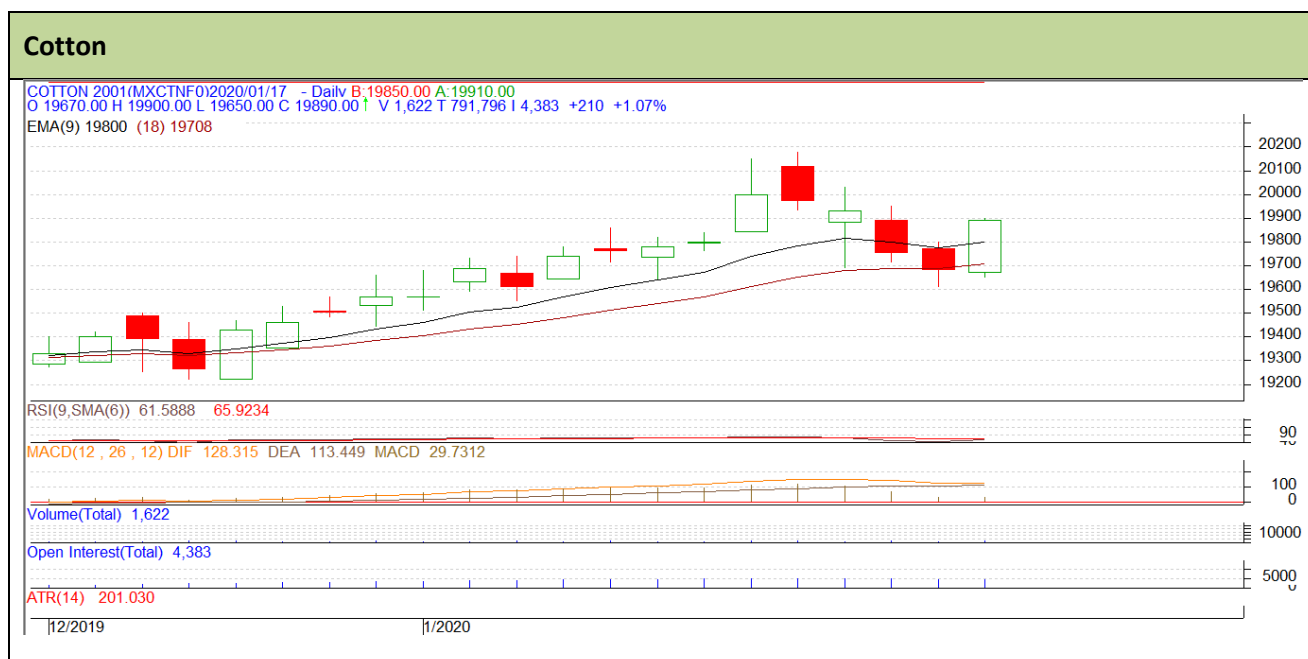 Cotton
COTTON 2001(MXCTNF0)2020/01/17 - Daily B:19850.00 A:19910.00
O 19670.00 H 19900.00 L 19650.00 C 19890.00↑ V 1,622 T 791,796 I 4,383 +210 +1.07%
EMA(9) 19800 (18) 19708
20200
20100
20000
19900
19800
19700
19600
19500
19400
19300
19200
RSI(9,SMA(6)) 61.5888 65.9234
90
MACD(12 , 26 , 12) DIF 128.315 DEA 113.449 MACD 29.7312
100
0
Volume(Total) 1,622
10000
Open Interest(Total) 4,383
5000
0
ATR(14) 201.030
12/2019 1/2020